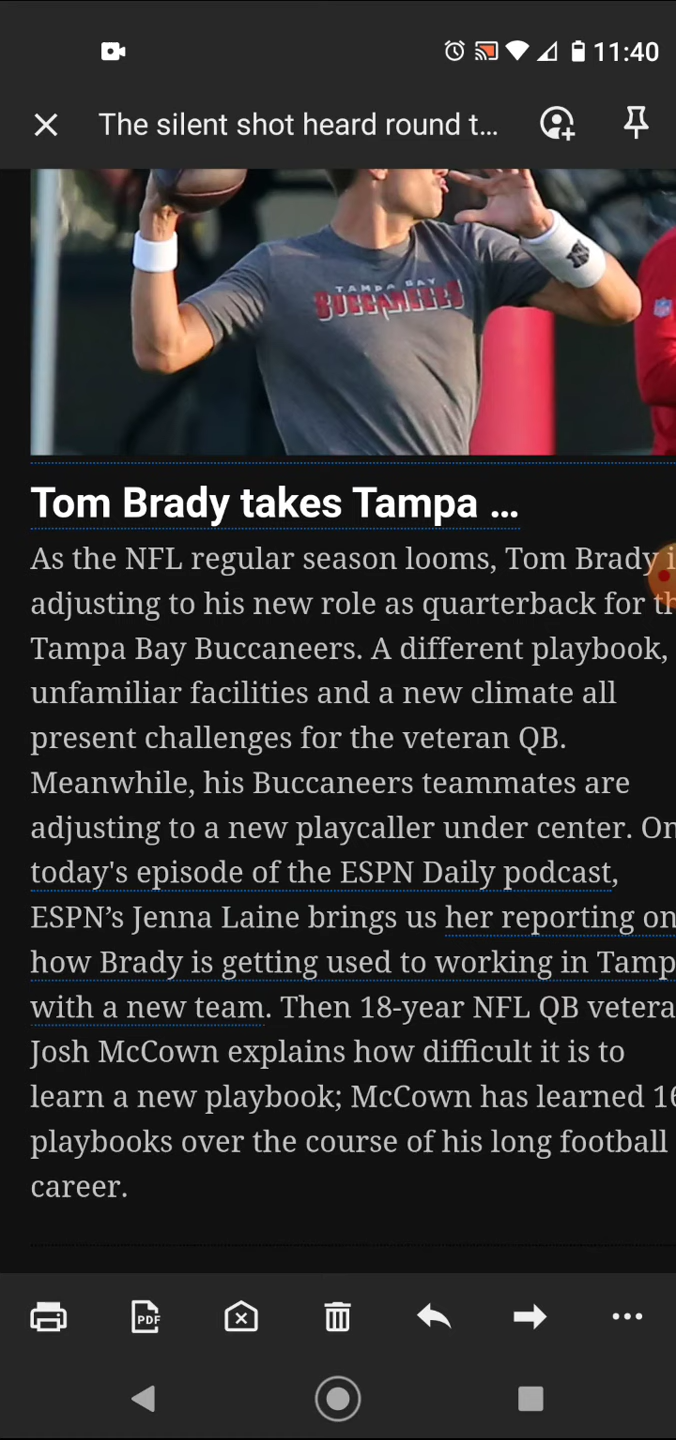 11:40
The silent shot heard round t...
TAMPA BAY
BUCCANEERS
Tom Brady takes Tampa ...
As the NFL regular season looms, Tom Brady i
adjusting to his new role as quarterback for th
Tampa Bay Buccaneers. A different playbook,
unfamiliar facilities and a new climate all
present challenges for the veteran QB.
Meanwhile, his Buccaneers teammates are
adjusting to a new playcaller under center. On
today's episode of the ESPN Daily podcast,
ESPN’s Jenna Laine brings us her reporting on
how Brady is getting used to working in Tamp
with a new team. Then 18-year NFL QB vetera
Josh McCown explains how difficult it is to
learn a new playbook; McCown has learned 16
playbooks over the course of his long football
career.
PDF